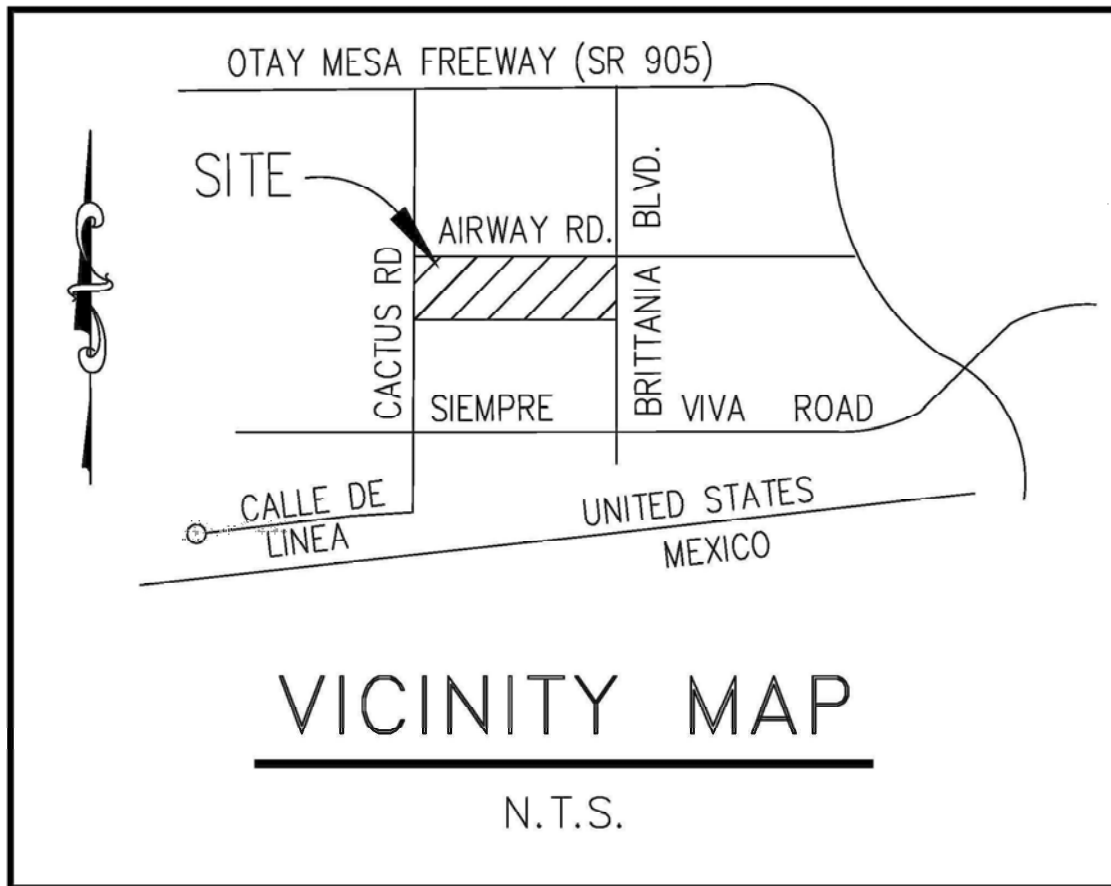 OTAY MESA FREEWAY (SR 905)
SITE
AIRWAY RD.
BLVD.
CACTUS RD
BRITTANIA
SIEMPRE VIVA ROAD
CALLE DE
LINEA
UNITED STATES
MEXICO
VICINITY MAP
N.T.S.